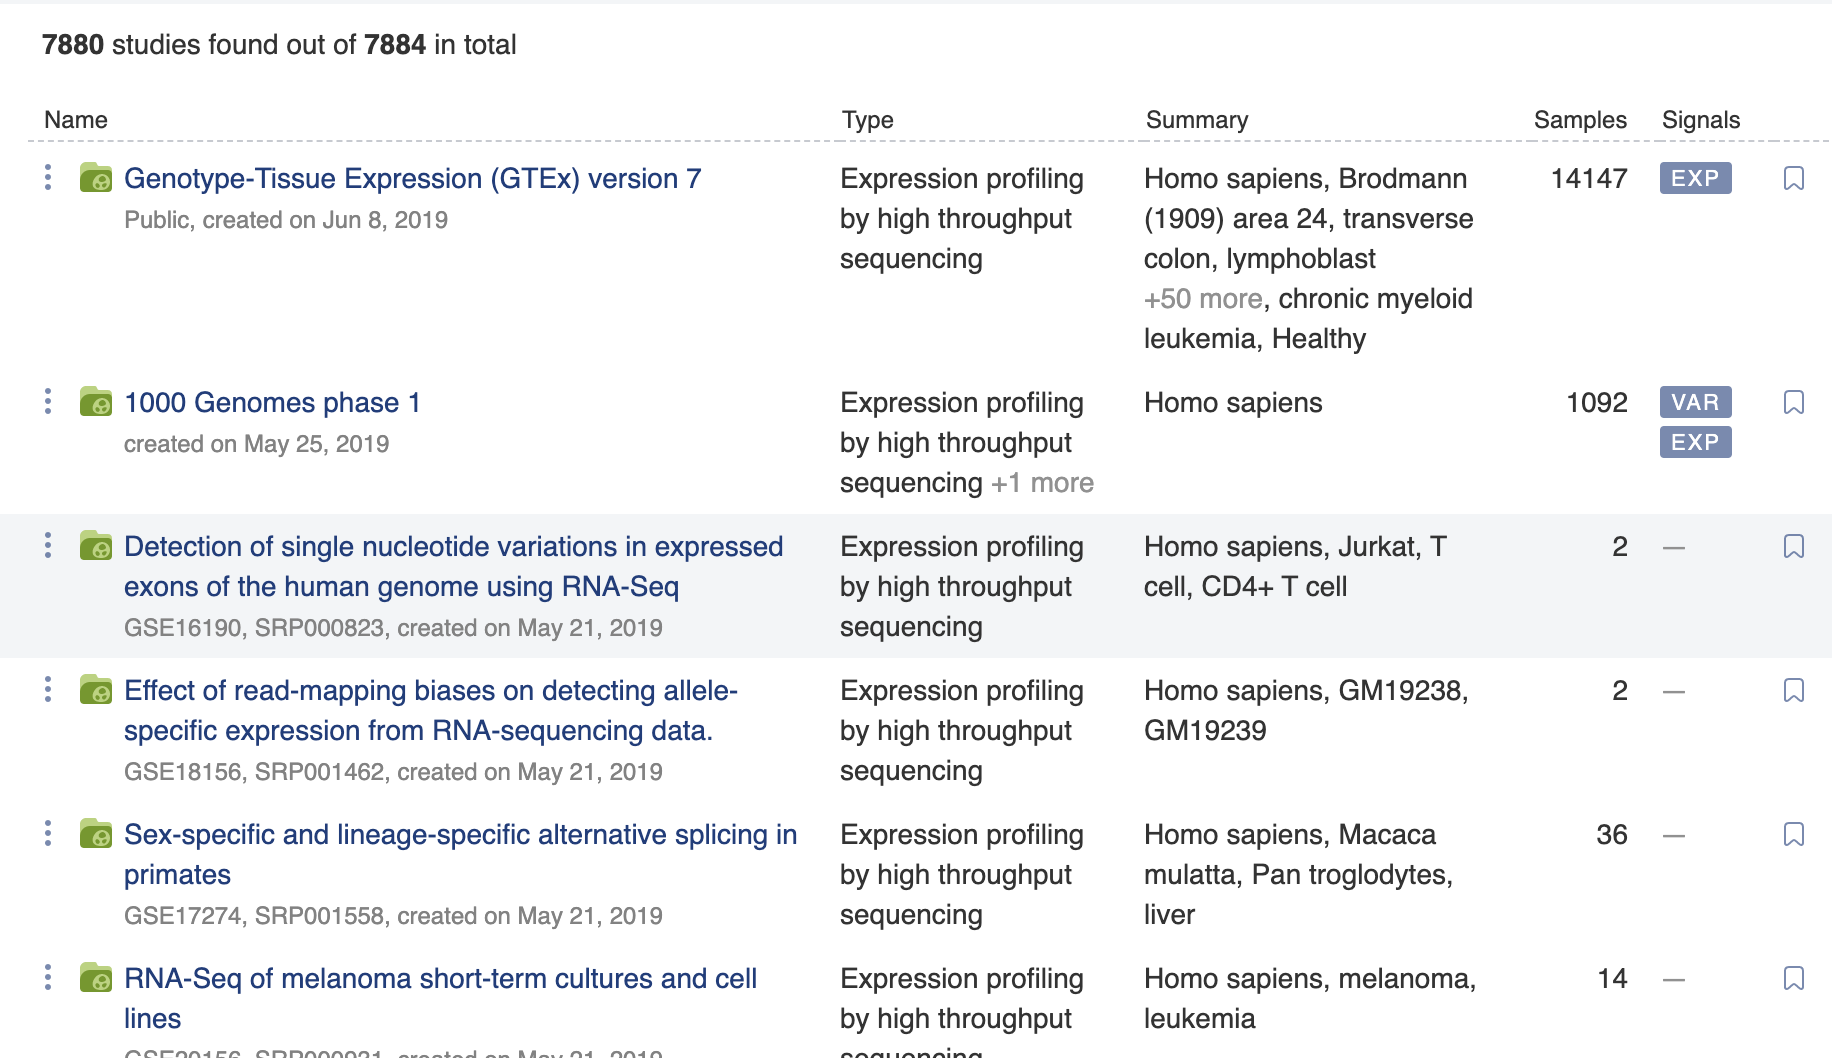 7880 studies found out of 7884 in total
Name Type Summary Samples Signals
Genotype-Tissue Expression (GTEx) version 7
Public, created on Jun 8, 2019
Expression profiling
by high throughput
sequencing
Homo sapiens, Brodmann
(1909) area 24, transverse
colon, lymphoblast
+50 more, chronic myeloid
leukemia, Healthy
14147
EXP
1000 Genomes phase 1
created on May 25, 2019
Expression profiling
by high throughput
sequencing +1 more
Homo sapiens
1092
VAR
EXP
Detection of single nucleotide variations in expressed
exons of the human genome using RNA-Seq
GSE16190, SRP000823, created on May 21, 2019
Expression profiling
by high throughput
sequencing
Homo sapiens, Jurkat, T
cell, CD4+ T cell
2
—
Effect of read-mapping biases on detecting allele-
specific expression from RNA-sequencing data.
GSE18156, SRP001462, created on May 21, 2019
Expression profiling
by high throughput
sequencing
Homo sapiens, GM19238,
GM19239
2
—
Sex-specific and lineage-specific alternative splicing in
primates
GSE17274, SRP001558, created on May 21, 2019
Expression profiling
by high throughput
sequencing
Homo sapiens, Macaca
mulatta, Pan troglodytes,
liver
36
—
RNA-Seq of melanoma short-term cultures and cell
lines
GSE20156, SRP000931, created on May 21, 2019
Expression profiling
by high throughput
sequencing
Homo sapiens, melanoma,
leukemia
14
—